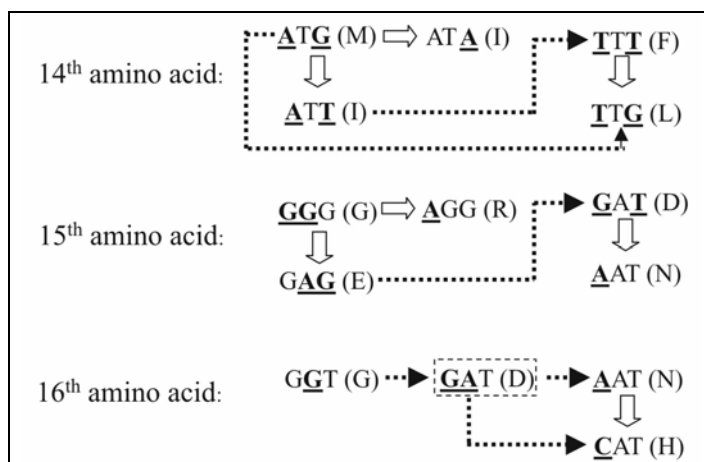 ATG (M) ATA (I) TTT (F)
14th amino acid:
ATT (I) TTG (L)
GGG (G) AGG (R) GAT (D)
15th amino acid:
GAG (E) AAT (N)
GGT (G) GAT (D) AAT (N)
16th amino acid:
CAT (H)